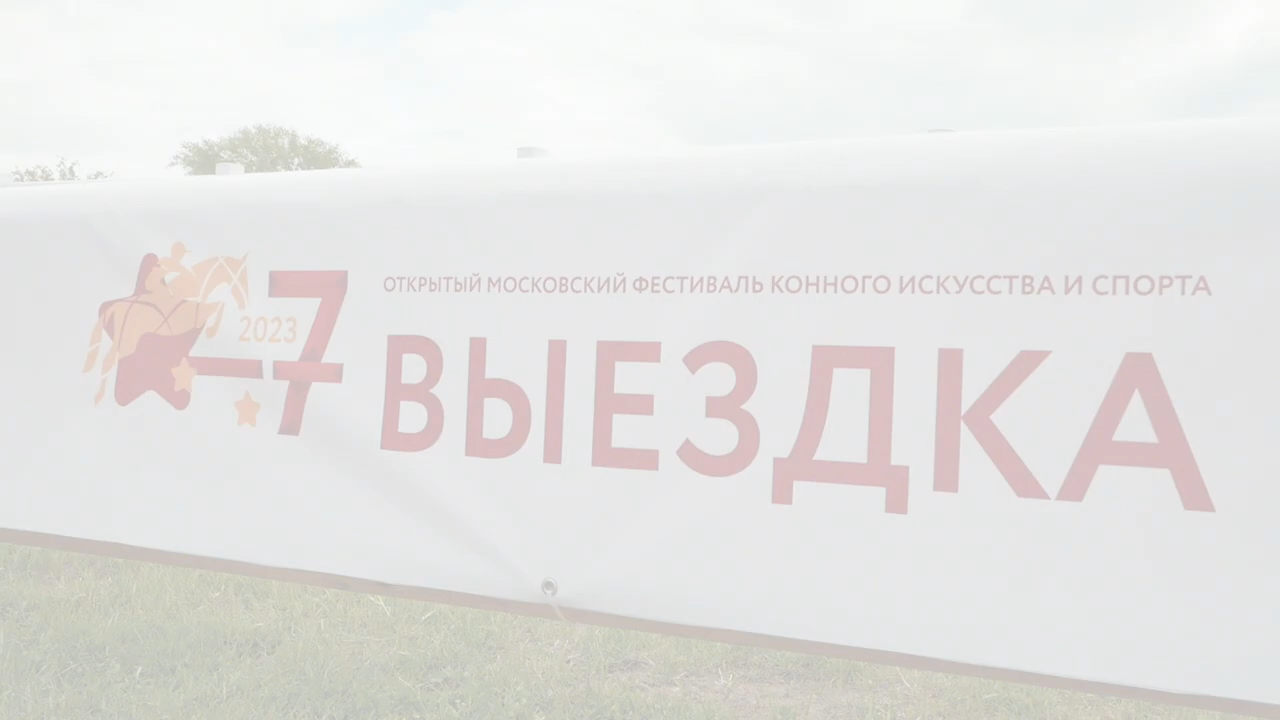 2023
7
ОТКРЫТЫЙ МОСКОВСКИЙ ФЕСТИВАЛЬ КОННОГО ИСКУССТВА И СПОРТА
ВЫЕЗДКА